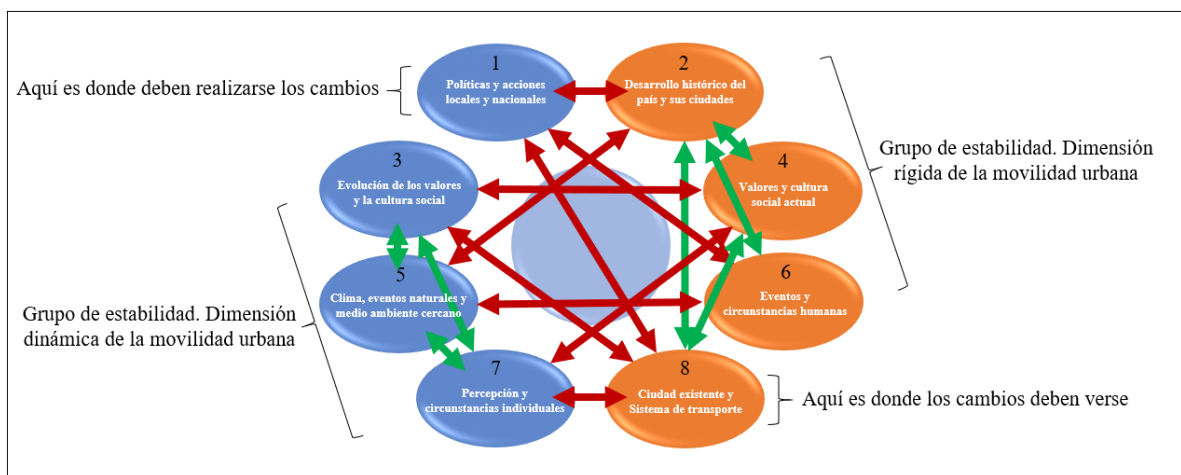 1
Políticas y acciones
locales y nacionales
2
Desarrollo histórico del
país y sus ciudades
Aquí es donde deben realizarse los cambios
3
Evolución de los valores
y la cultura social
4
Valores y cultura
social actual
Grupo de estabilidad. Dimensión
rígida de la movilidad urbana
5
Clima, eventos naturales y
medio ambiente cercano
6
Eventos y
circunstancias humanas
Grupo de estabilidad. Dimensión
dinámica de la movilidad urbana
7
Percepción y
circunstancias individuales
8
Ciudad existente y
Sistema de transporte
Aquí es donde los cambios deben verse